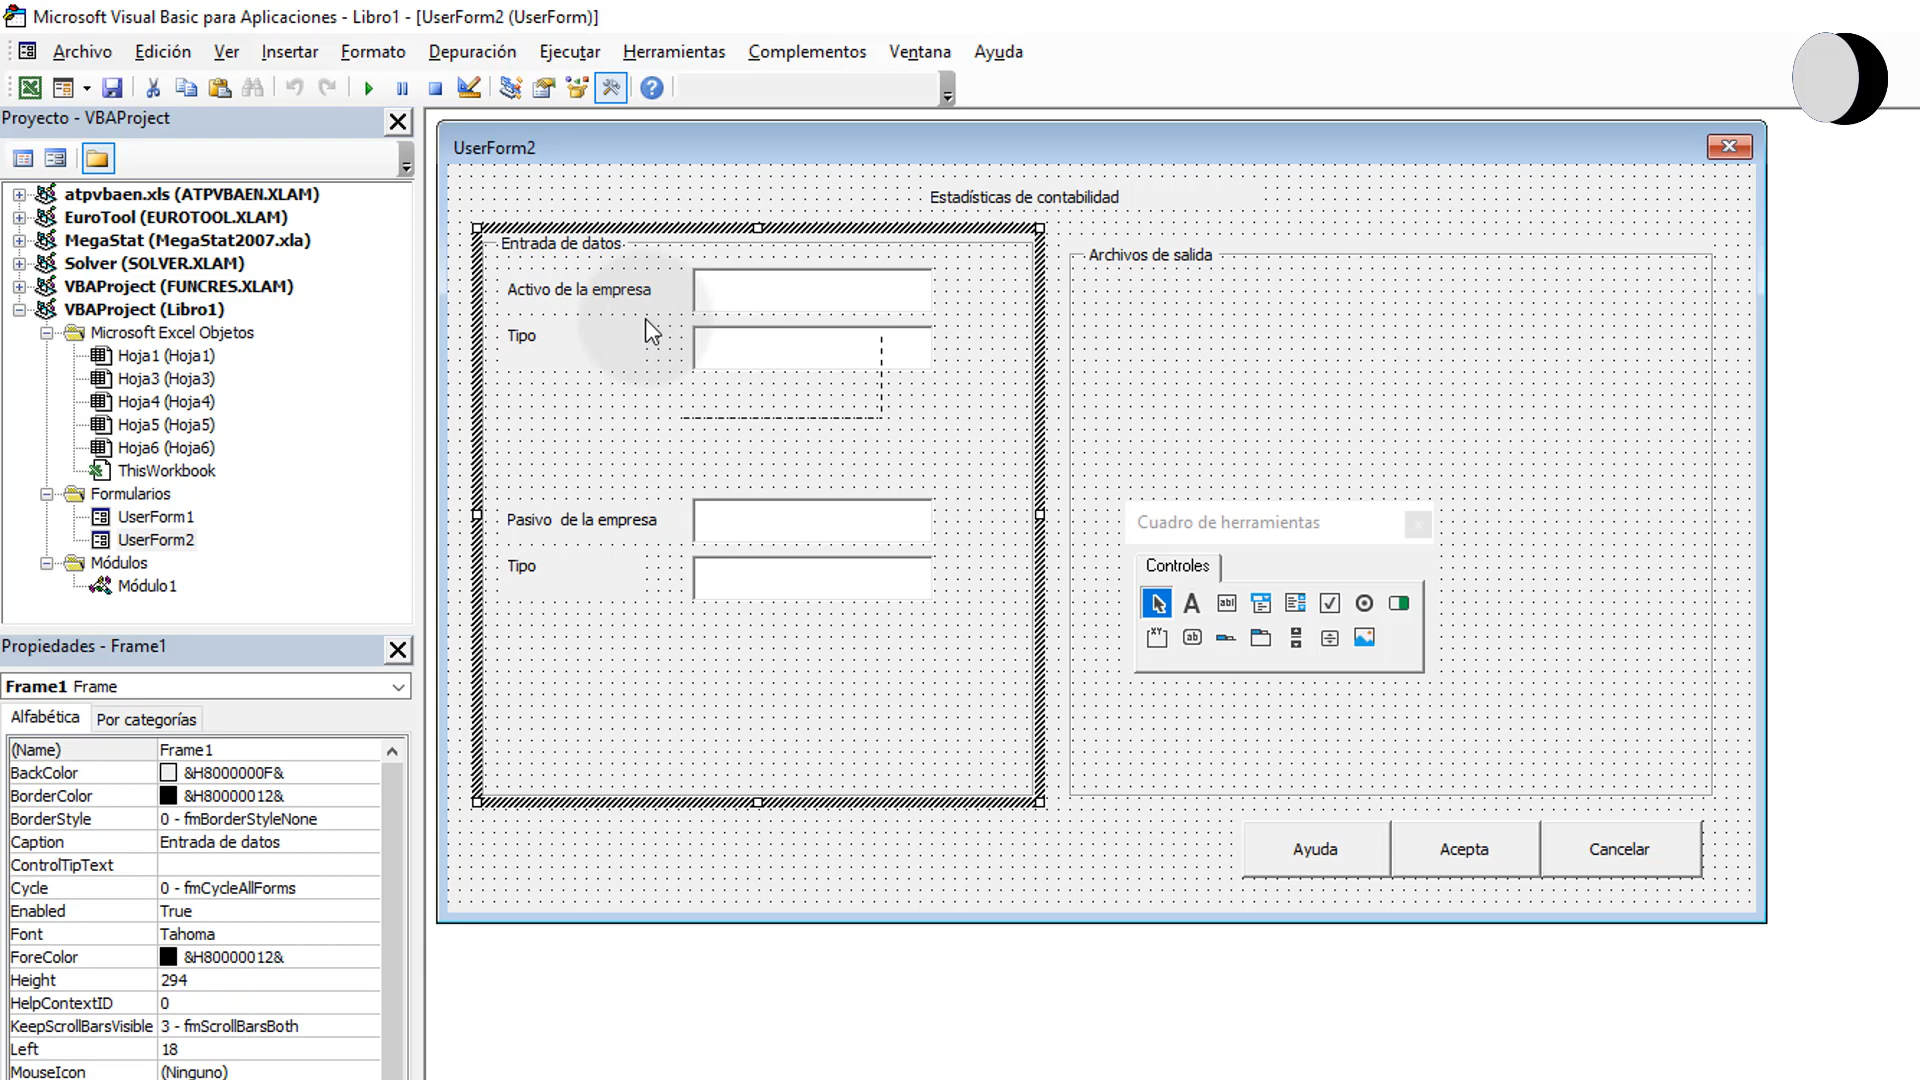 Microsoft Visual Basic para Aplicaciones - Libro1 - [UserForm2 (UserForm)]
Archivo Edición Ver Insertar Formato Depuración Ejecutar Herramientas Complementos Ventana Ayuda
Proyecto - VBAProject
atpvbaen.xls (ATPVBAEN.XLAM)
EuroTool (EUROTOOL.XLAM)
MegaStat (MegaStat2007.xla)
Solver (SOLVER.XLAM)
VBAProject (FUNCRES.XLAM)
VBAProject (Libro1)
Microsoft Excel Objetos
Hoja1 (Hoja1)
Hoja3 (Hoja3)
Hoja4 (Hoja4)
Hoja5 (Hoja5)
Hoja6 (Hoja6)
ThisWorkbook
Formularios
UserForm1
UserForm2
Módulos
Módulo1
Propiedades - Frame1
Frame1 Frame
Alfabética Por categorías
(Name) Frame1
BackColor &H8000000F&
BorderColor &H80000012&
BorderStyle 0 - fmBorderStyleNone
Caption Entrada de datos
ControlTipText
Cycle 0 - fmCycleAllForms
Enabled True
Font Tahoma
ForeColor &H80000012&
Height 294
HelpContextID 0
KeepScrollBarsVisible 3 - fmScrollBarsBoth
Left 18
MouseIcon (Ninguno)
UserForm2
Estadísticas de contabilidad
Entrada de datos
Activo de la empresa
Tipo
Pasivo de la empresa
Tipo
Archivos de salida
Cuadro de herramientas
Controles
Ayuda Acepta Cancelar